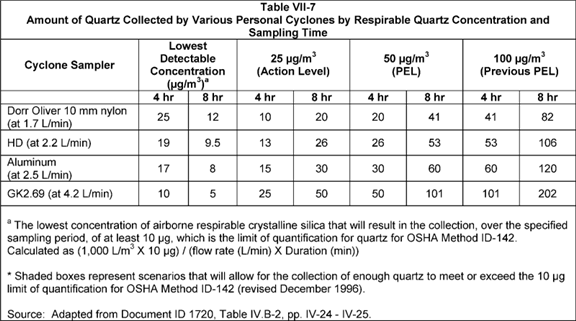 Table VII-7
Amount of Quartz Collected by Various Personal Cyclones by Respirable Quartz Concentration and
Sampling Time
Cyclone Sampler
Lowest
Detectable
Concentration
(µg/m³)ᵃ
25 µg/m³
(Action Level)
50 µg/m³
(PEL)
100 µg/m³
(Previous PEL)
4 hr 8 hr 4 hr 8 hr 4 hr 8 hr 4 hr 8 hr
Dorr Oliver 10 mm nylon
(at 1.7 L/min)
25 12 10 20 20 41 41 82
HD (at 2.2 L/min) 19 9.5 13 26 26 53 53 106
Aluminum
(at 2.5 L/min)
17 8 15 30 30 60 60 120
GK2.69 (at 4.2 L/min) 10 5 25 50 50 101 101 202
ᵃ The lowest concentration of airborne respirable crystalline silica that will result in the collection, over the specified
sampling period, of at least 10 µg, which is the limit of quantification for quartz for OSHA Method ID-142.
Calculated as (1,000 L/m³ X 10 µg) / (flow rate (L/min) X Duration (min))
* Shaded boxes represent scenarios that will allow for the collection of enough quartz to meet or exceed the 10 µg
limit of quantification for OSHA Method ID-142 (revised December 1996).
Source: Adapted from Document ID 1720, Table IV.B-2, pp. IV-24 - IV-25.